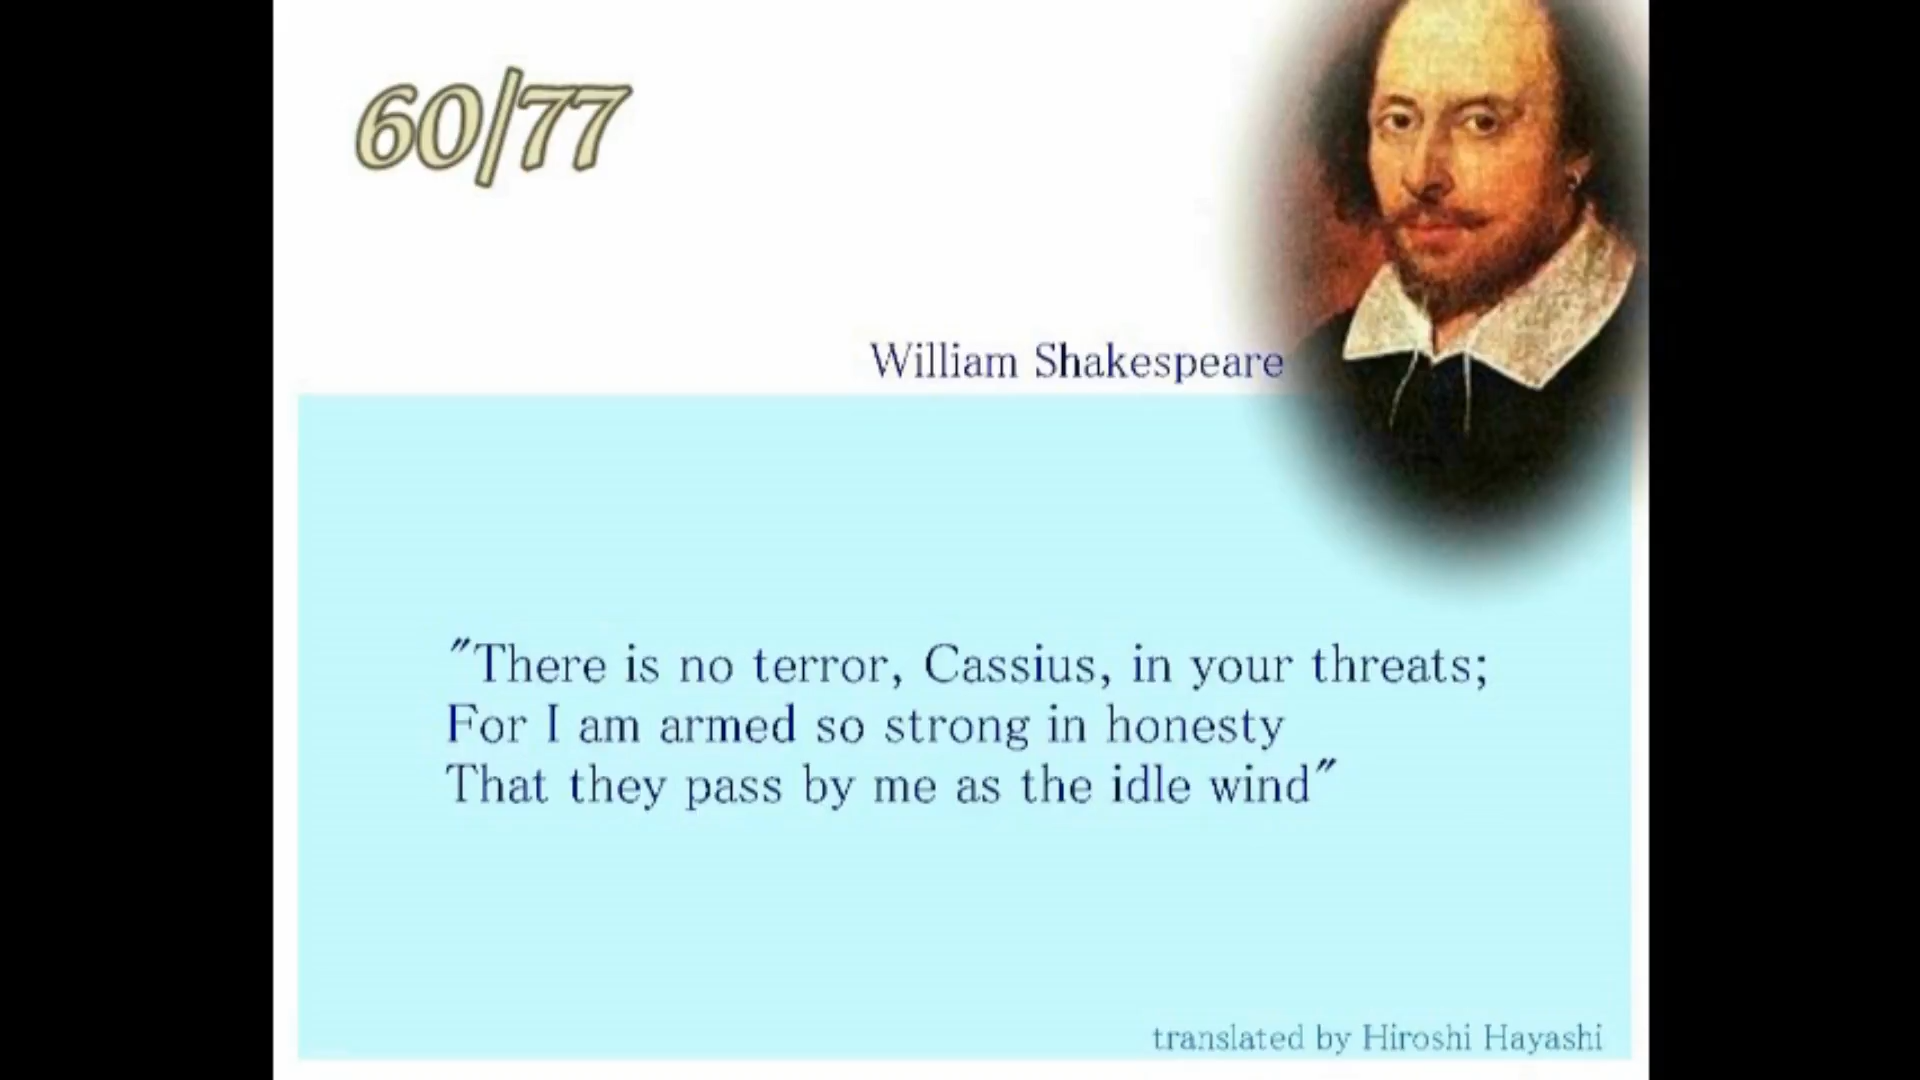 60/77
William Shakespeare
"There is no terror, Cassius, in your threats;
For I am armed so strong in honesty
That they pass by me as the idle wind"
translated by Hiroshi Hayashi